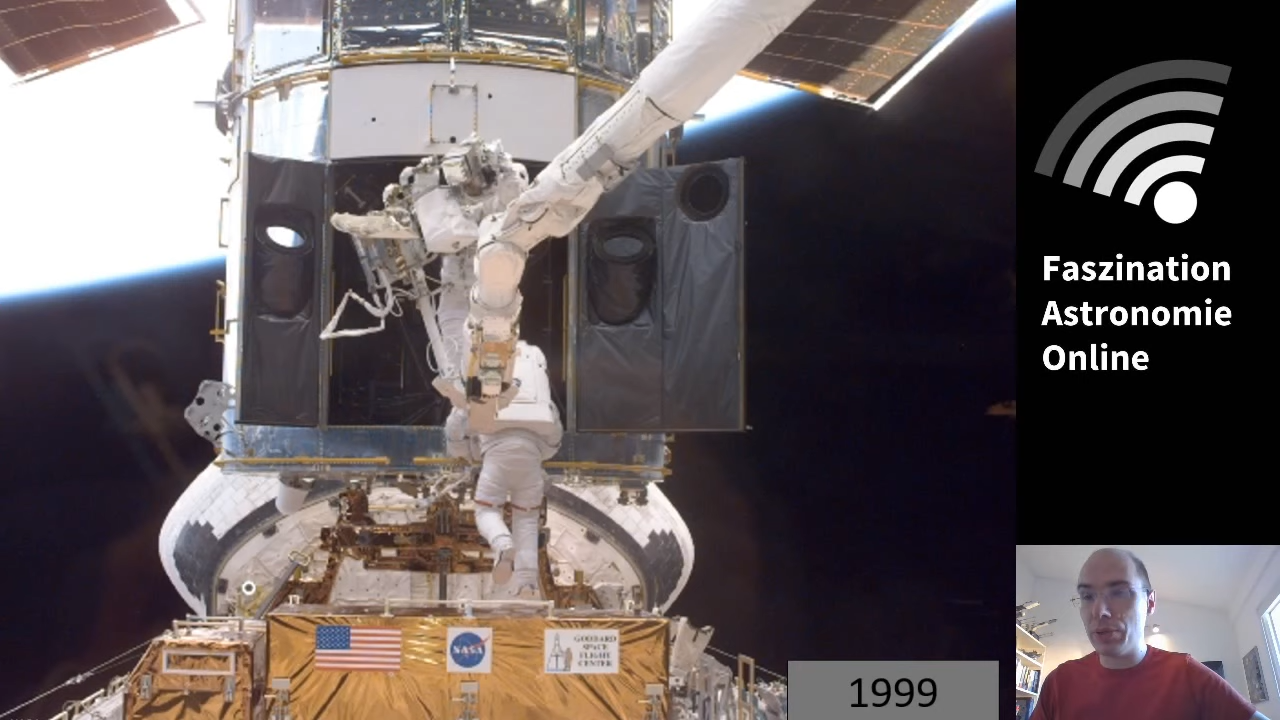 Faszination
Astronomie
Online
NASA
GODDARD
SPACE
FLIGHT
CENTER
1999